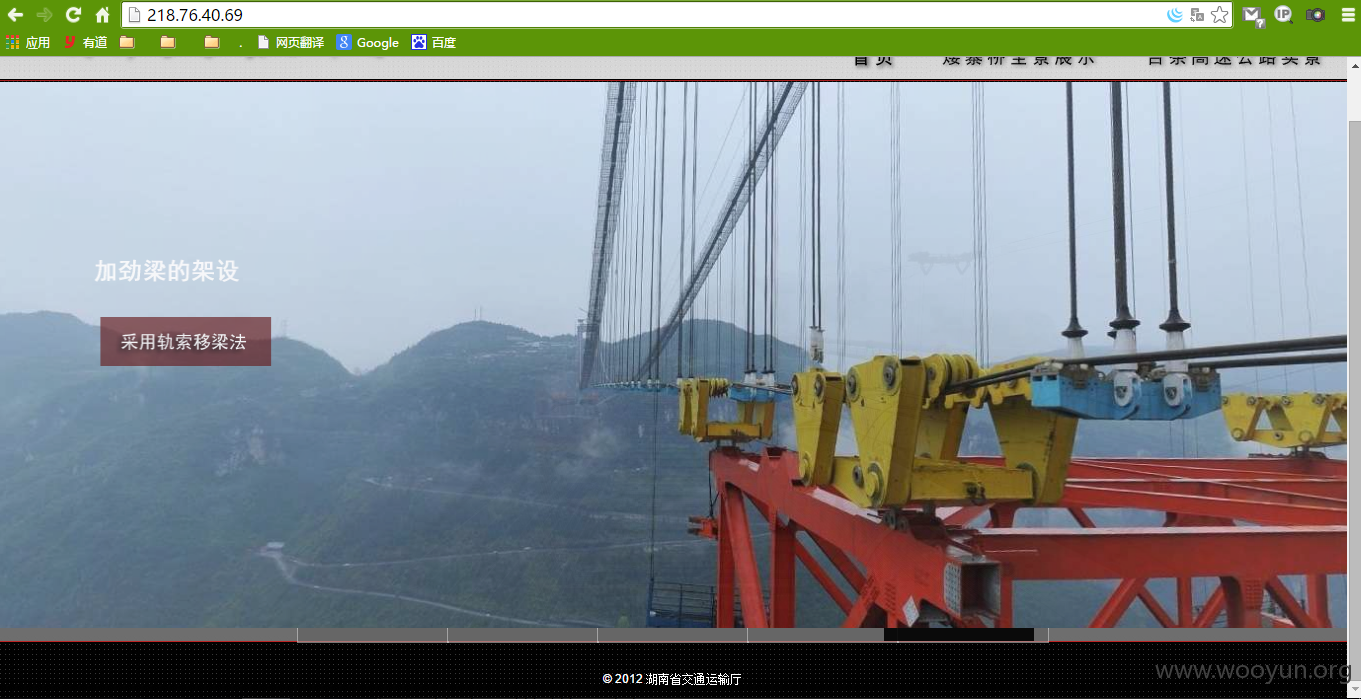 218.76.40.69
应用 有道 . 网页翻译 Google 百度
首页 矮寨桥全景展示 吉茶高速公路实景
加劲梁的架设
采用轨索移梁法
© 2012 湖南省交通运输厅
www.wooyun.org